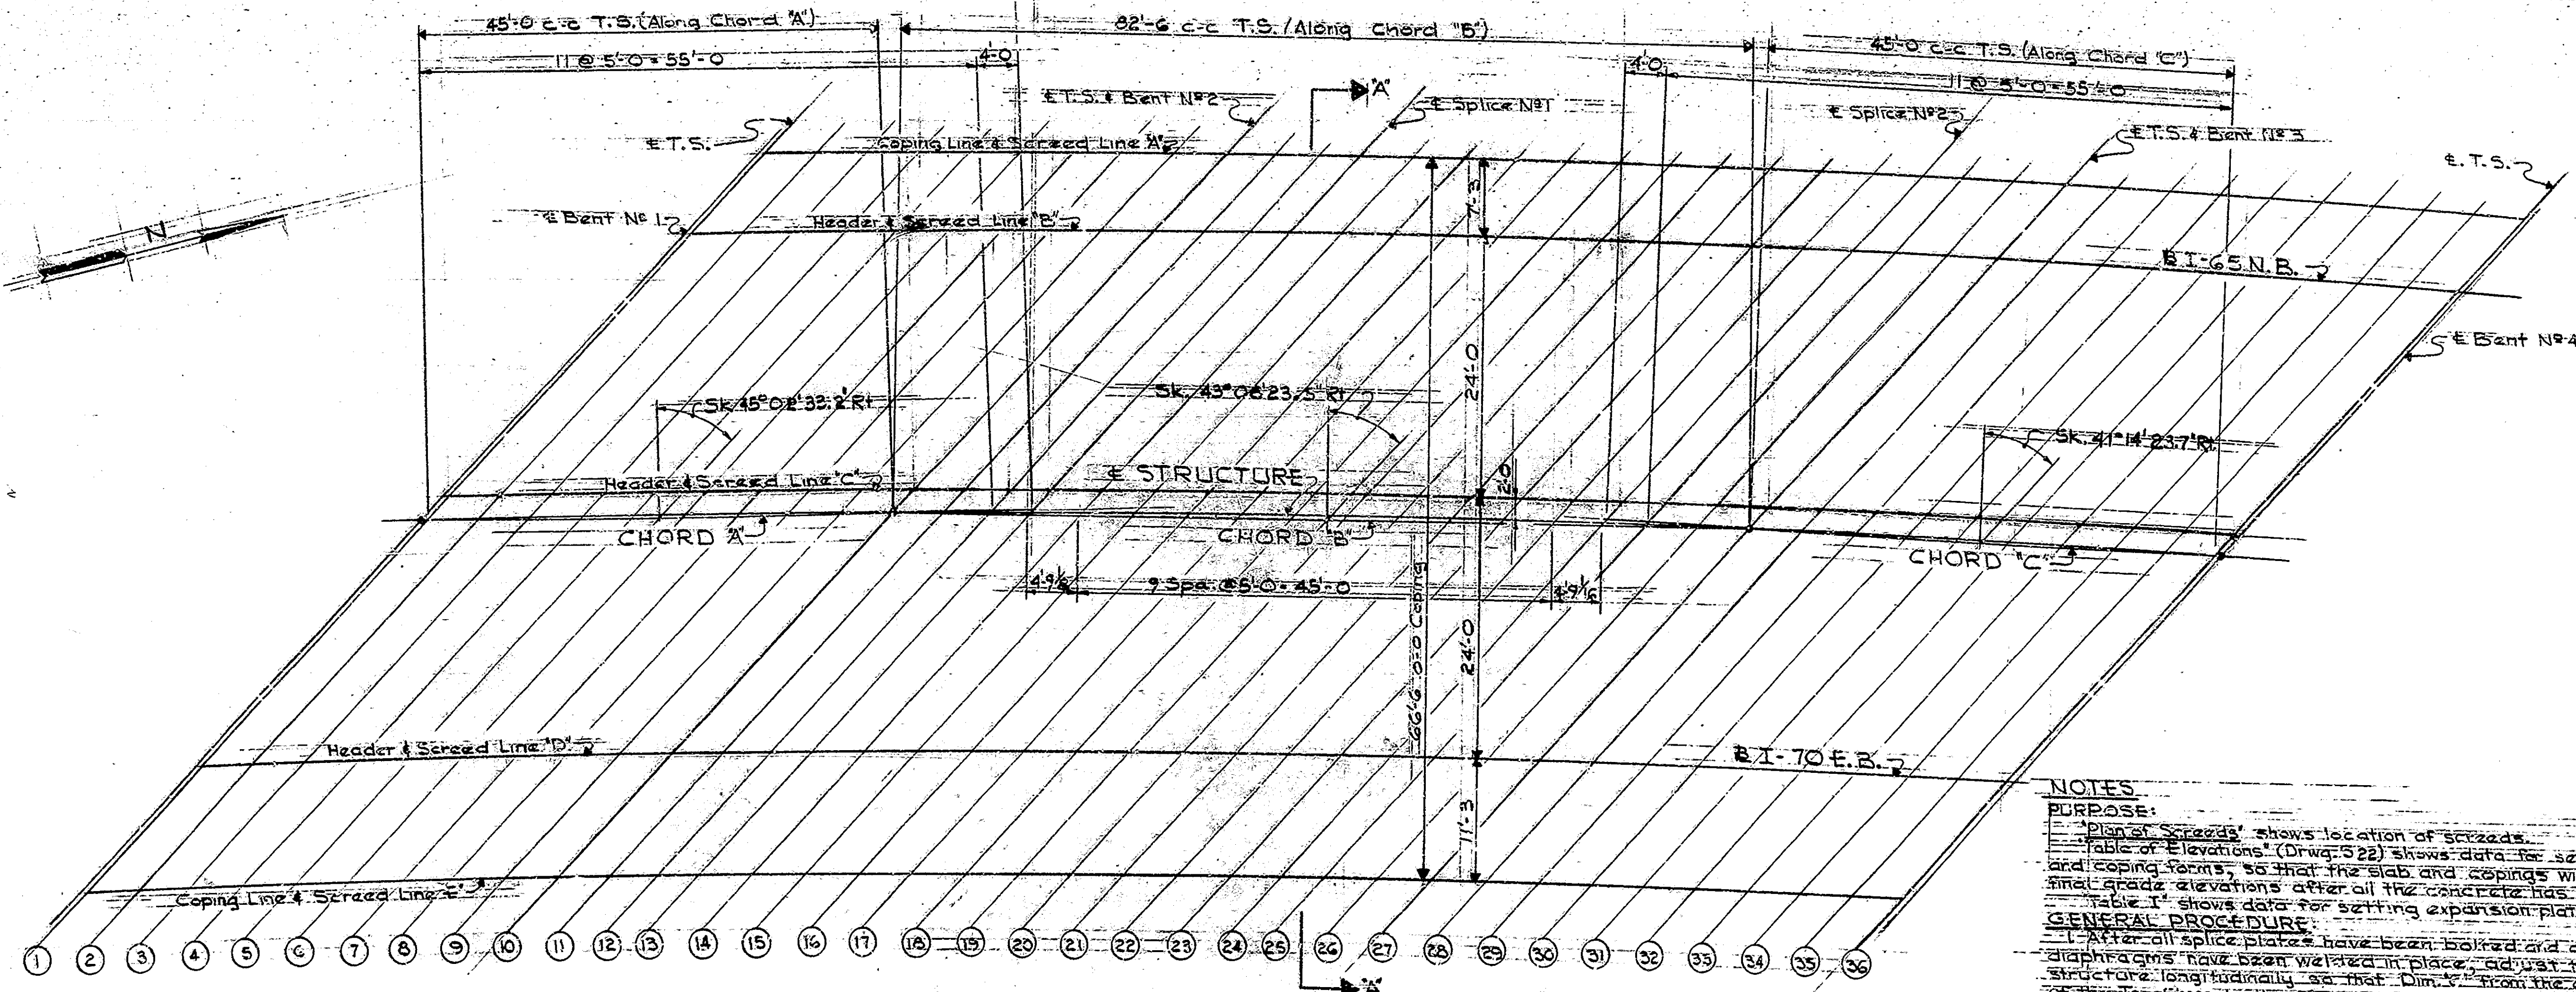 45'-0 c-c T.S. (Along Chord "A")
82'-6 c-c T.S. (Along Chord "B")
45'-0 c-c T.S. (Along Chord "C")
11 @ 5'-0 = 55'-0
4'-0
4'-0
11 @ 5'-0 = 55'-0
℄ T.S. & Bent Nº 2
"A"
℄ Splice Nº 1
℄ Splice Nº 2
℄ T.S. & Bent Nº 3
℄ T.S.
Coping Line & Screed Line "A"
℄ T.S.
N
℄ Bent Nº 1
Header & Screed Line "B"
7'-3
B I-65 N.B.
℄ Bent Nº 4
24'-0
Sk. 45°02'33.2" Rt.
Sk. 43°08'23.5" Rt.
Sk. 41°14'23.7" Rt.
Header & Screed Line "C"
℄ STRUCTURE
2'-0
CHORD "A"
CHORD "B"
CHORD "C"
9 Spa. @ 5'-0 = 45'-0
66'-6 0-0 Coping
24'-0
Header & Screed Line "D"
B I-70 E.B.
11'-3
Coping Line & Screed Line "E"
1 2 3 4 5 6 7 8 9 10 11 12 13 14 15 16 17 18 19 20 21 22 23 24 25 26 27 28 29 30 31 32 33 34 35 36
"A"
NOTES
PURPOSE:
"Plan of Screeds" shows location of screeds.
"Table of Elevations" (Drwg. S22) shows data for se
and coping forms, so that the slab and copings wi
final grade elevations after all the concrete has
"Table I" shows data for setting expansion plat
GENERAL PROCEDURE:
1. After all splice plates have been bolted and
diaphragms have been welded in place, adjust
structure longitudinally so that Dim. from the